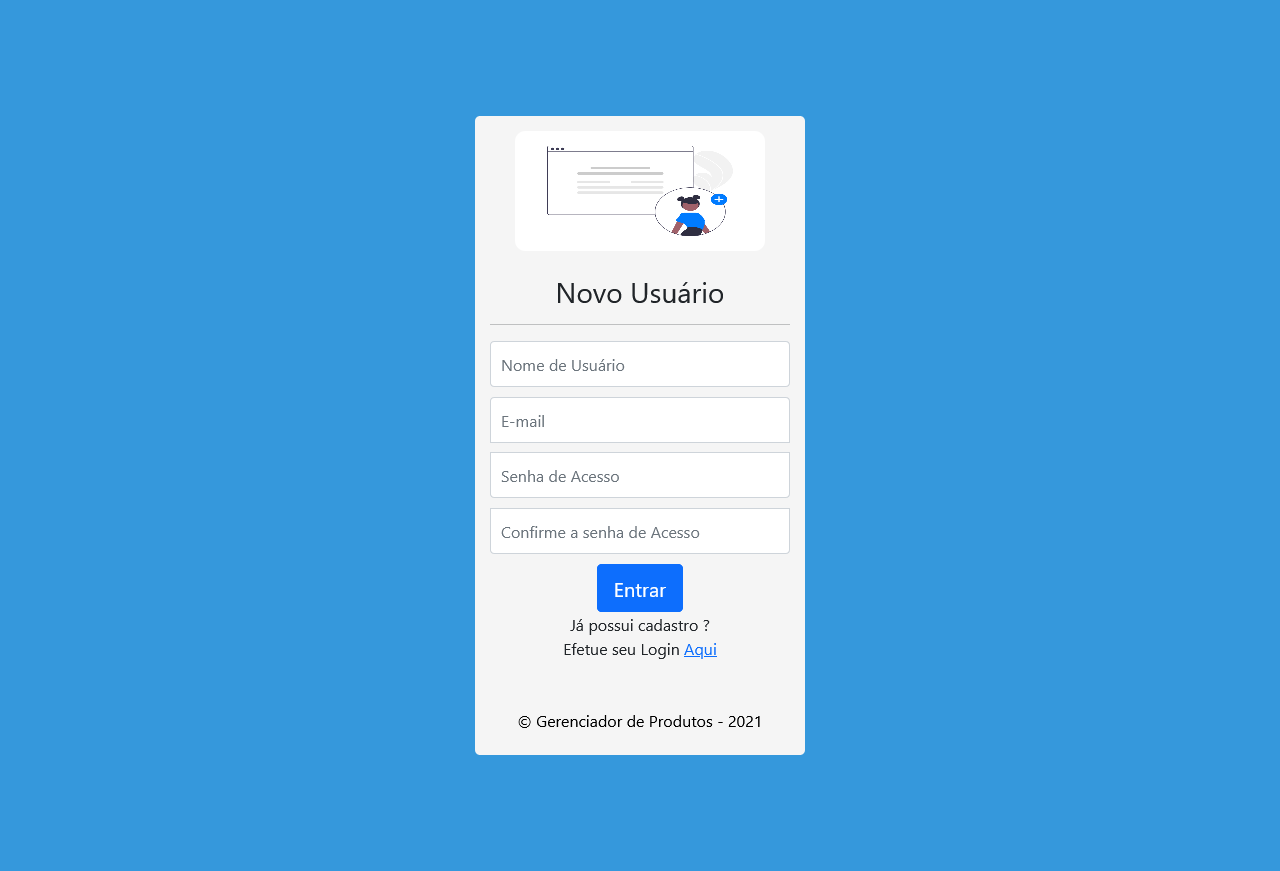 Novo Usuário
Nome de Usuário
E-mail
Senha de Acesso
Confirme a senha de Acesso
Entrar
Já possui cadastro ?
Efetue seu Login Aqui
© Gerenciador de Produtos - 2021